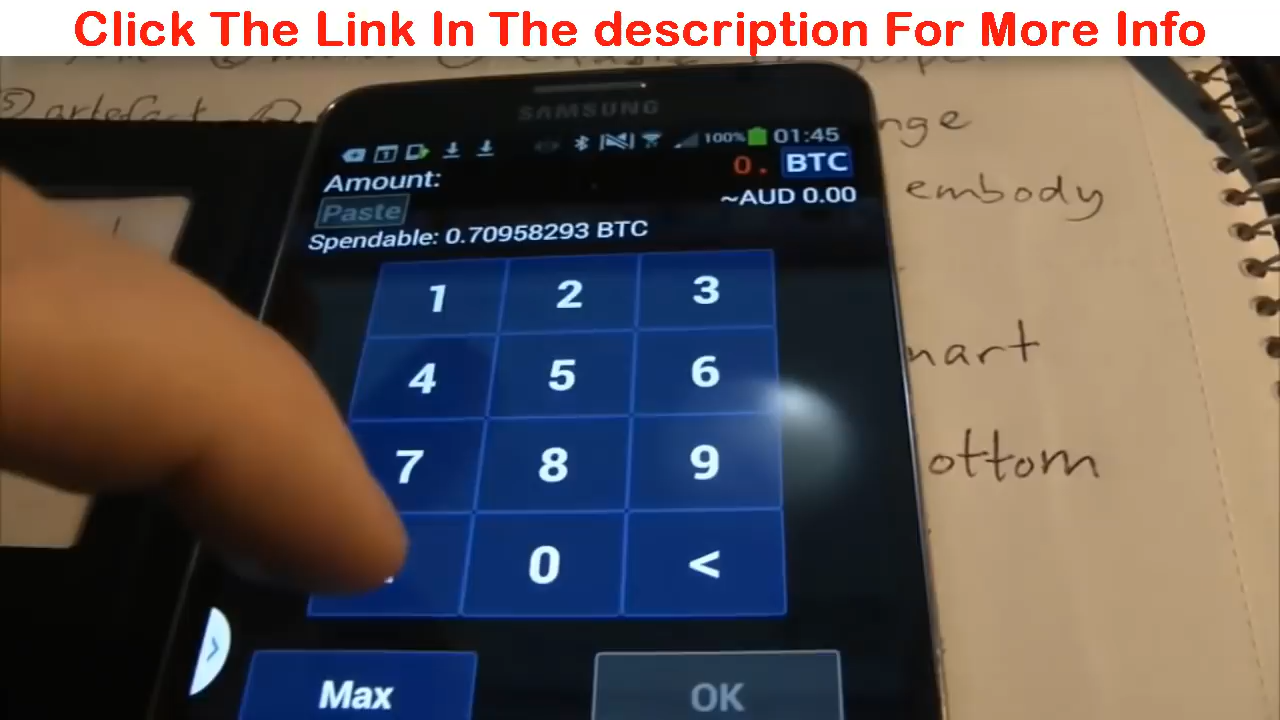 Click The Link In The description For More Info
artefact
nge
embody
nart
ottom
SAMSUNG
100% 01:45
Amount:
0. BTC
~AUD 0.00
Paste
Spendable: 0.70958293 BTC
1 2 3
4 5 6
7 8 9
. 0 <
Max OK